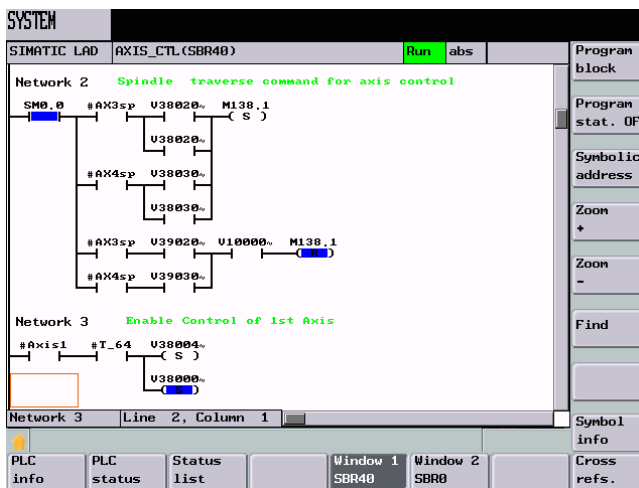 SYSTEM
SIMATIC LAD AXIS_CTL(SBR40) Run abs
Program block
Network 2 Spindle traverse command for axis control
SM0.0 #AX3sp V38020~ M138.1
( S )
Program stat. OF
V38020~
Symbolic address
#AX4sp V38030~
V38030~
Zoom +
#AX3sp V39020~ V10000~ M138.1
Zoom -
#AX4sp V39030~
Network 3 Enable Control of 1st Axis
Find
#Axis1 #T_64 V38004~
( S )
V38000~
( S )
Network 3 Line 2, Column 1
Symbol info
PLC info
PLC status
Status list
Window 1 SBR40
Window 2 SBR0
Cross refs.